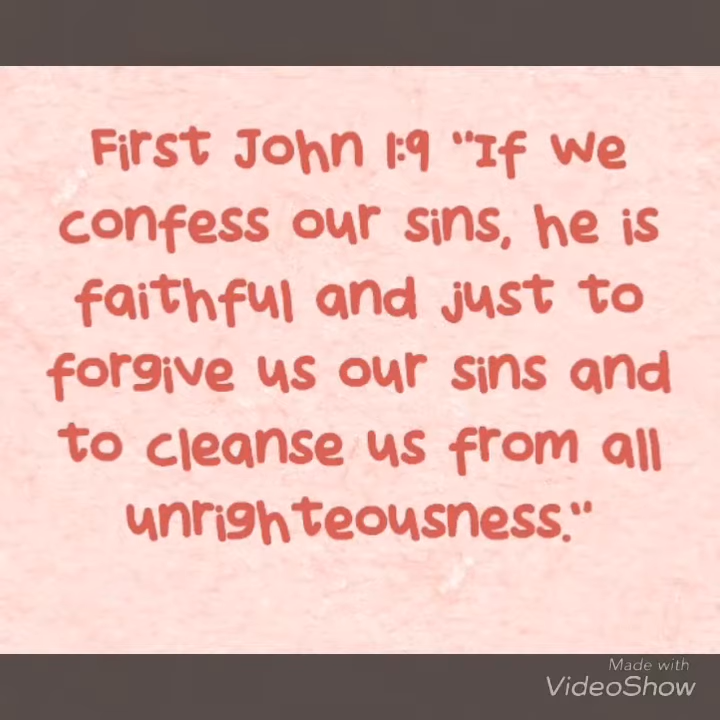 First John 1:9 "If we
confess our sins, he is
faithful and just to
forgive us our sins and
to cleanse us from all
unrighteousness."
Made with
VideoShow